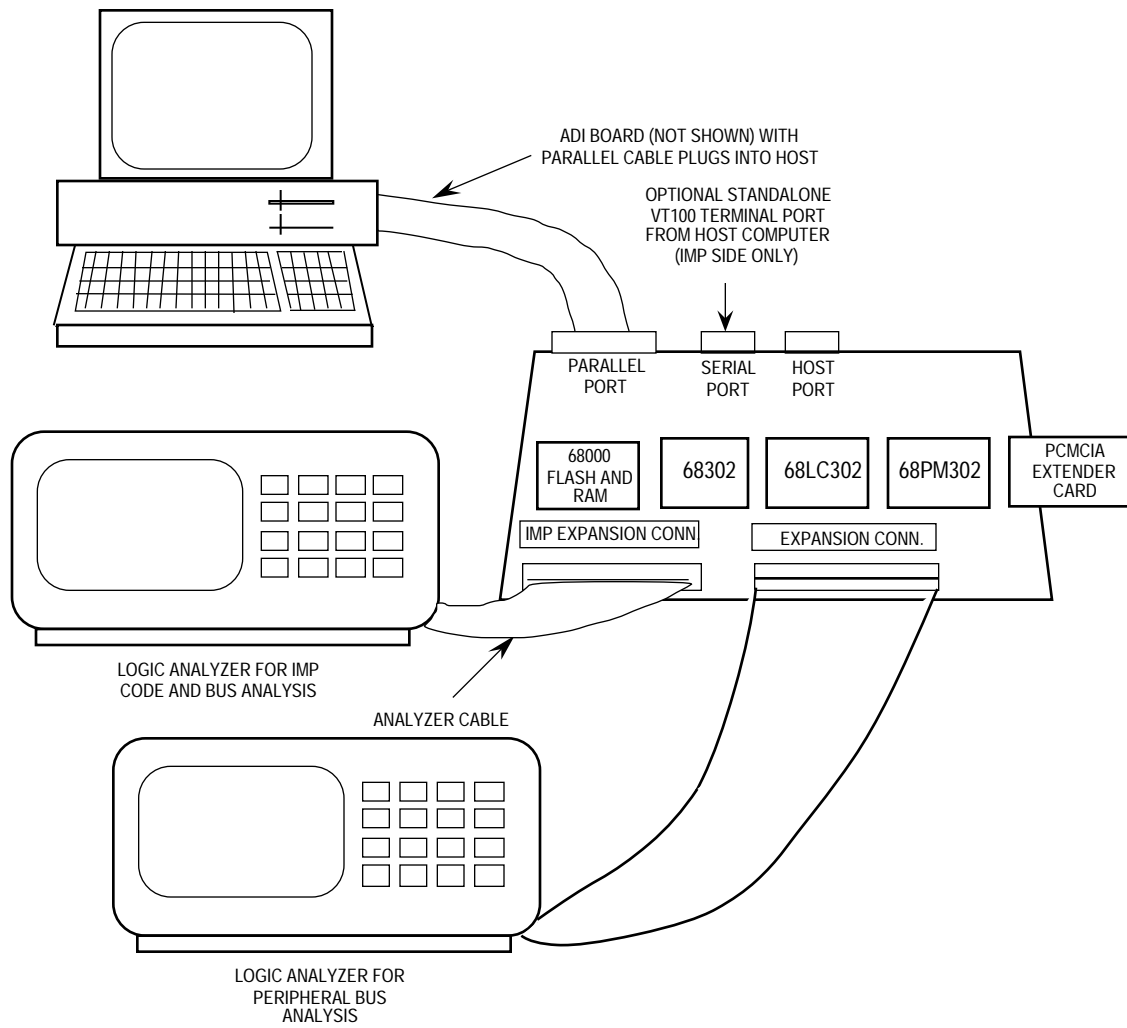 ADI BOARD (NOT SHOWN) WITH
PARALLEL CABLE PLUGS INTO HOST
OPTIONAL STANDALONE
VT100 TERMINAL PORT
FROM HOST COMPUTER
(IMP SIDE ONLY)
PARALLEL
PORT
SERIAL
PORT
HOST
PORT
68000
FLASH AND
RAM
68302
68LC302
68PM302
PCMCIA
EXTENDER
CARD
IMP EXPANSION CONN.
EXPANSION CONN.
LOGIC ANALYZER FOR IMP
CODE AND BUS ANALYSIS
ANALYZER CABLE
LOGIC ANALYZER FOR
PERIPHERAL BUS
ANALYSIS